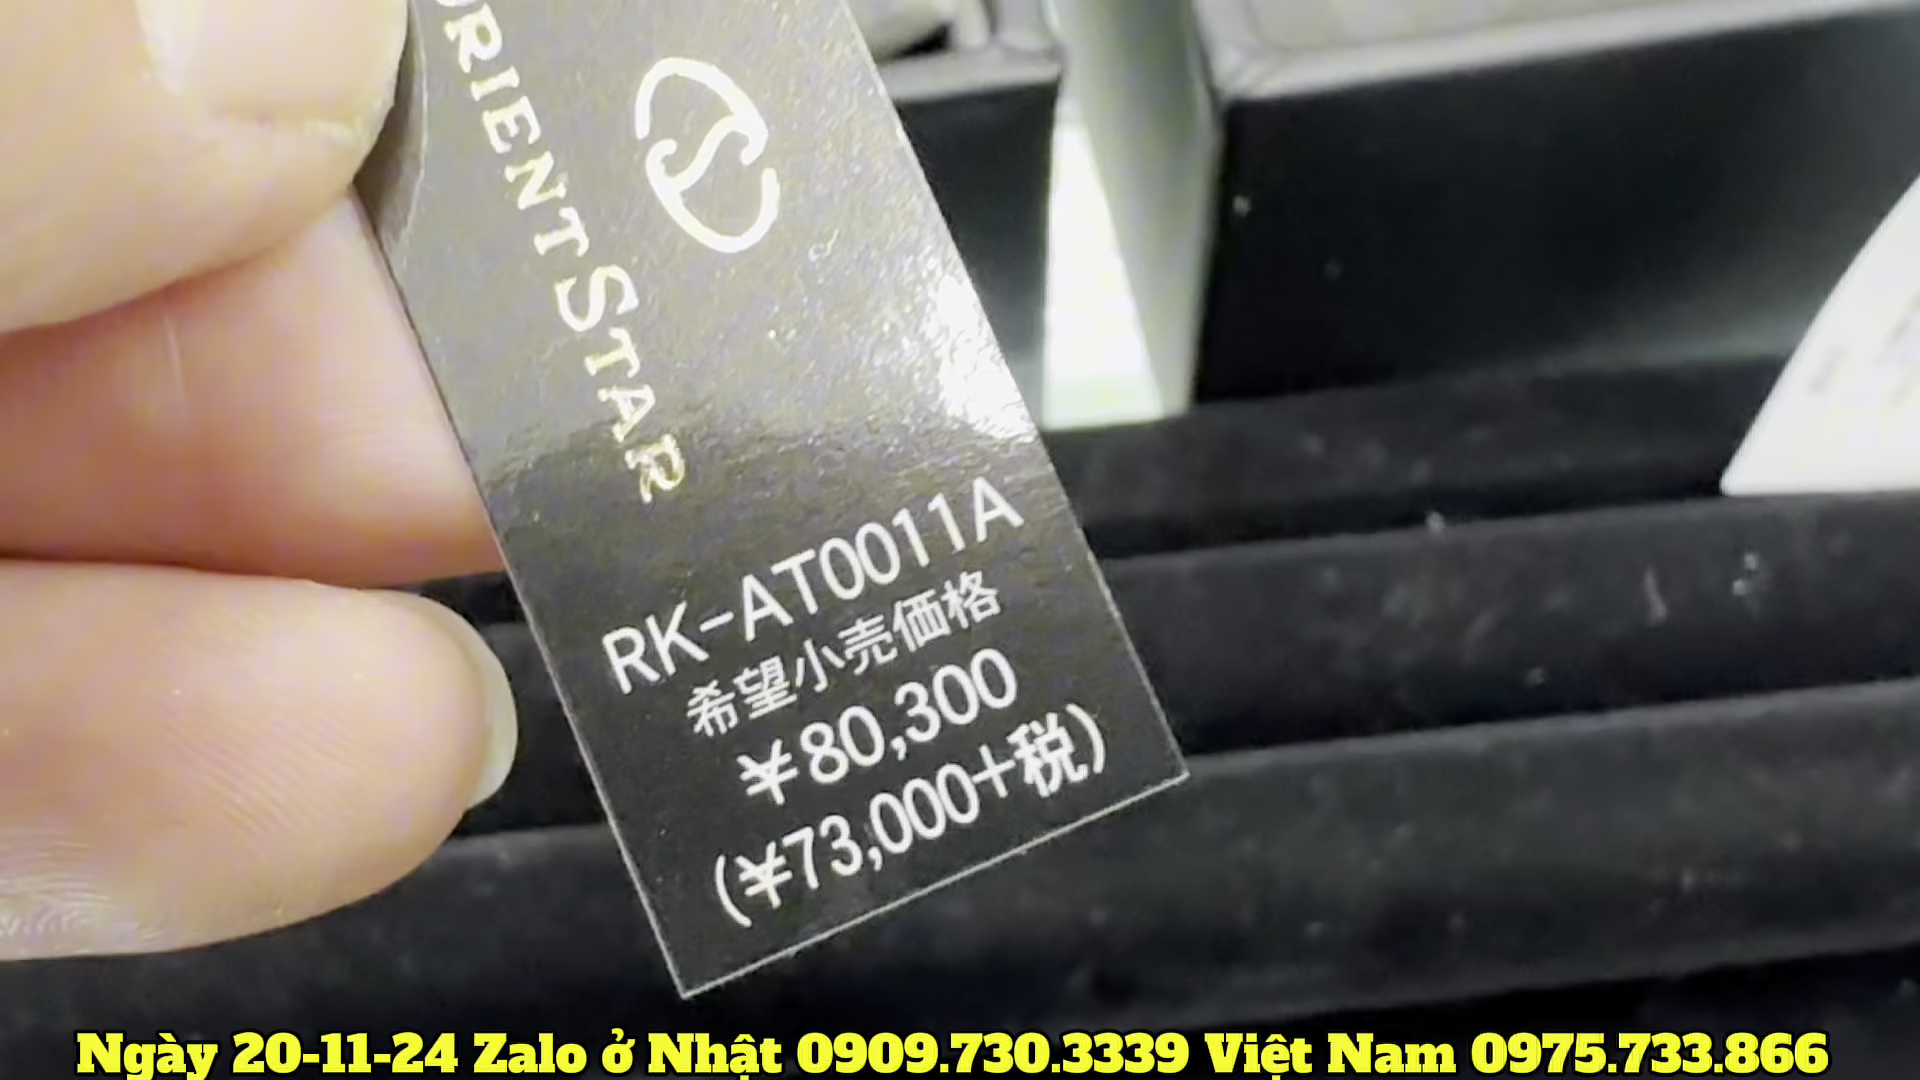 ORIENT STAR
RK-AT0011A
希望小売価格
¥80,300
(¥73,000+税)
Ngày 20-11-24 Zalo ở Nhật 0909.730.3339 Việt Nam 0975.733.866